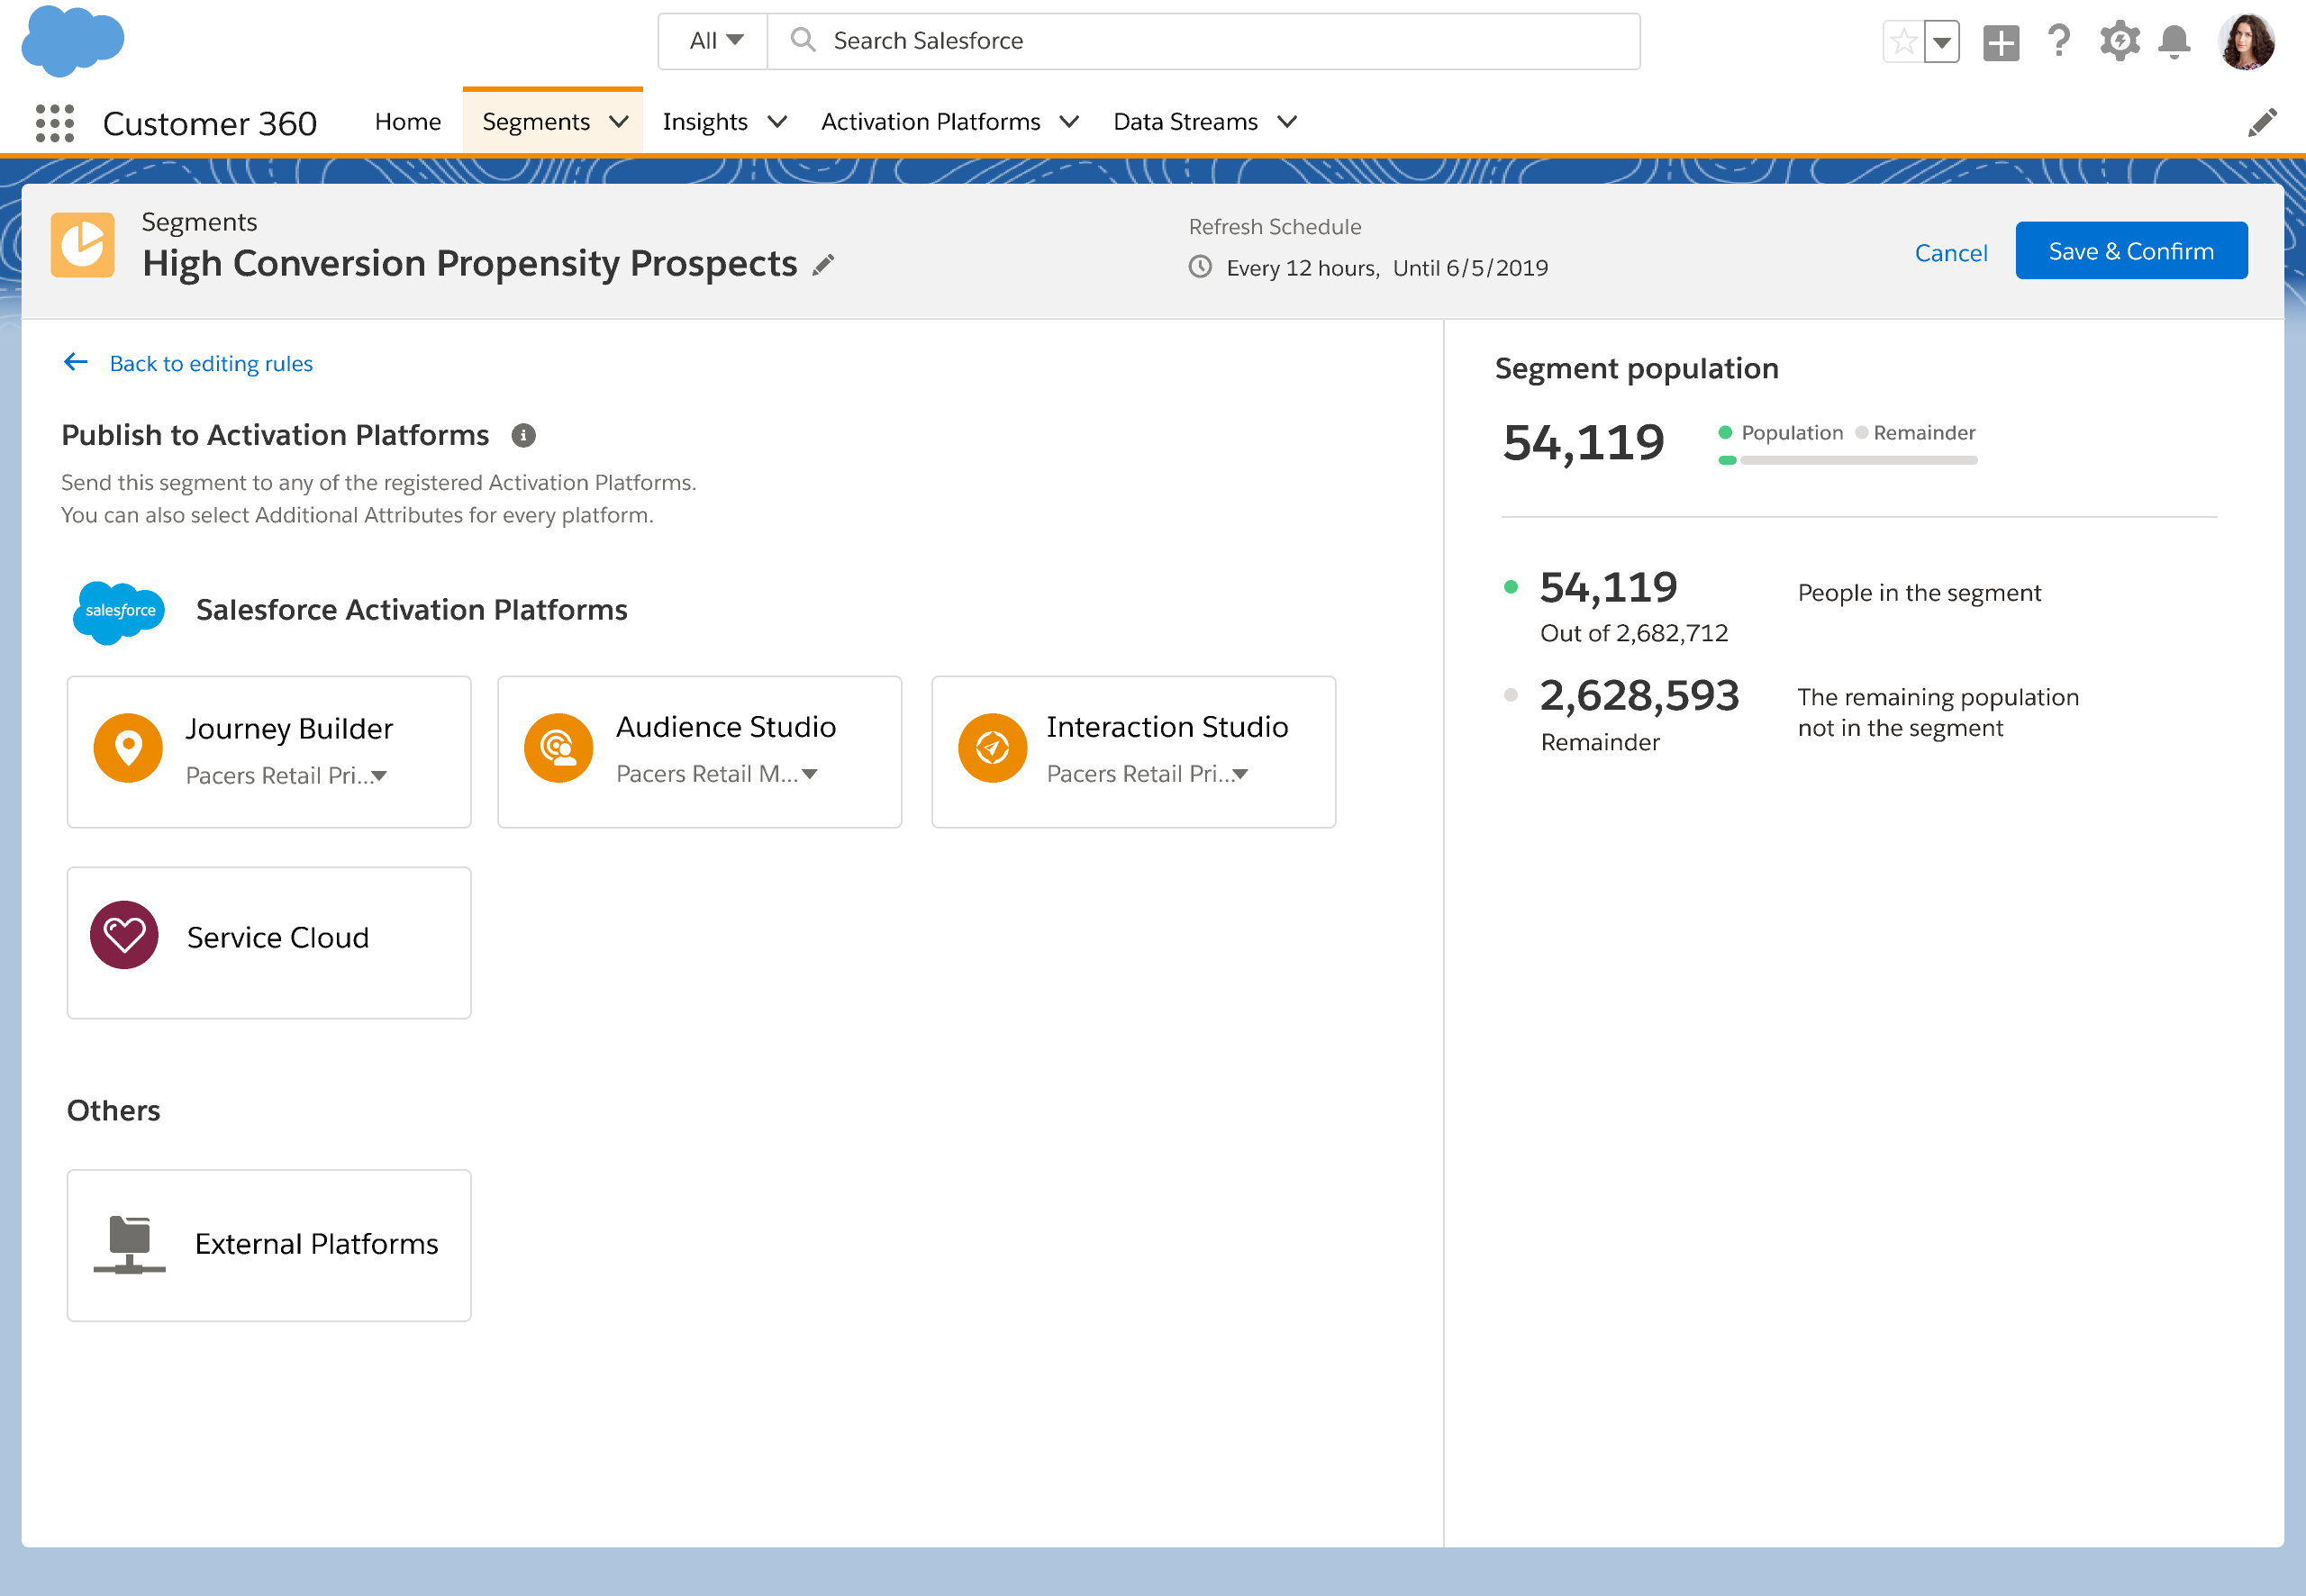 All
Search Salesforce
Customer 360
Home
Segments
Insights
Activation Platforms
Data Streams
Segments
High Conversion Propensity Prospects
Refresh Schedule
Every 12 hours, Until 6/5/2019
Cancel
Save & Confirm
Back to editing rules
Publish to Activation Platforms
Send this segment to any of the registered Activation Platforms.
You can also select Additional Attributes for every platform.
salesforce
Salesforce Activation Platforms
Journey Builder
Pacers Retail Pri...
Audience Studio
Pacers Retail M...
Interaction Studio
Pacers Retail Pri...
Service Cloud
Others
External Platforms
Segment population
54,119
Population
Remainder
54,119
People in the segment
Out of 2,682,712
2,628,593
The remaining population
not in the segment
Remainder